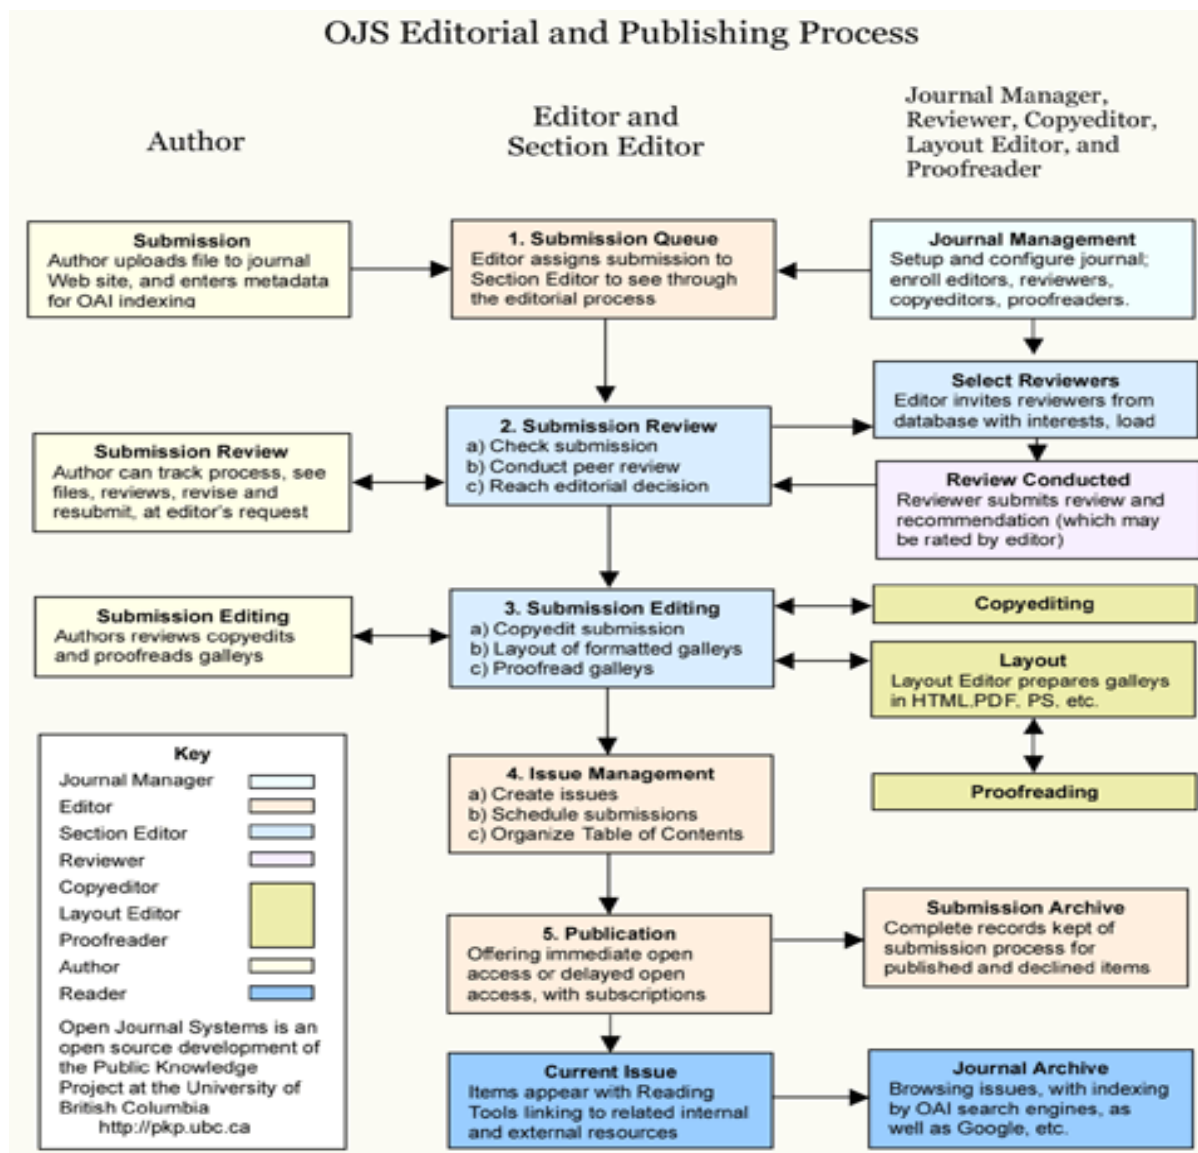 OJS Editorial and Publishing Process
Author
Editor and
Section Editor
Journal Manager,
Reviewer, Copyeditor,
Layout Editor, and
Proofreader
Submission
Author uploads file to journal
Web site, and enters metadata
for OAI indexing
1. Submission Queue
Editor assigns submission to
Section Editor to see through
the editorial process
Journal Management
Setup and configure journal;
enroll editors, reviewers,
copyeditors, proofreaders.
Select Reviewers
Editor invites reviewers from
database with interests, load
Submission Review
Author can track process, see
files, reviews, revise and
resubmit, at editor's request
2. Submission Review
a) Check submission
b) Conduct peer review
c) Reach editorial decision
Review Conducted
Reviewer submits review and
recommendation (which may
be rated by editor)
Submission Editing
Authors reviews copyedits
and proofreads galleys
3. Submission Editing
a) Copyedit submission
b) Layout of formatted galleys
c) Proofread galleys
Copyediting
Layout
Layout Editor prepares galleys
in HTML,PDF, PS, etc.
Proofreading
4. Issue Management
a) Create issues
b) Schedule submissions
c) Organize Table of Contents
5. Publication
Offering immediate open
access or delayed open
access, with subscriptions
Submission Archive
Complete records kept of
submission process for
published and declined items
Current Issue
Items appear with Reading
Tools linking to related internal
and external resources
Journal Archive
Browsing issues, with indexing
by OAI search engines, as
well as Google, etc.
Key
Journal Manager
Editor
Section Editor
Reviewer
Copyeditor
Layout Editor
Proofreader
Author
Reader
Open Journal Systems is an
open source development of
the Public Knowledge
Project at the University of
British Columbia
http://pkp.ubc.ca